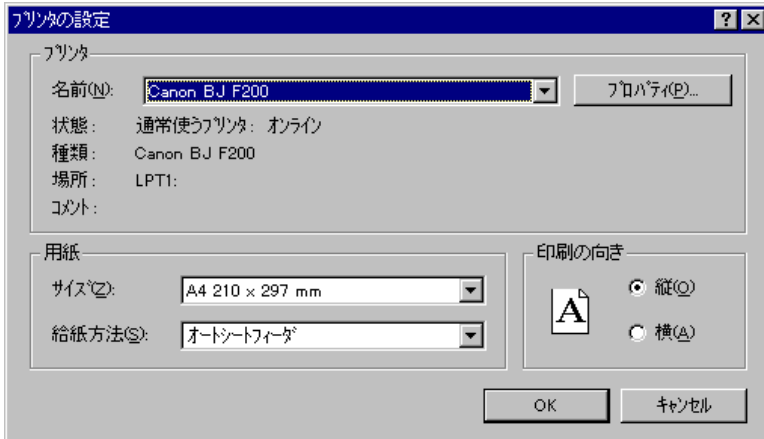 プリンタの設定
プリンタ
名前(N): Canon BJ F200 プロパティ(P)...
状態： 通常使うプリンタ： オンライン
種類： Canon BJ F200
場所： LPT1:
コメント：
用紙
サイズ(Z): A4 210 x 297 mm
給紙方法(S): オートシートフィーダ
印刷の向き
A
縦(O)
横(A)
OK キャンセル